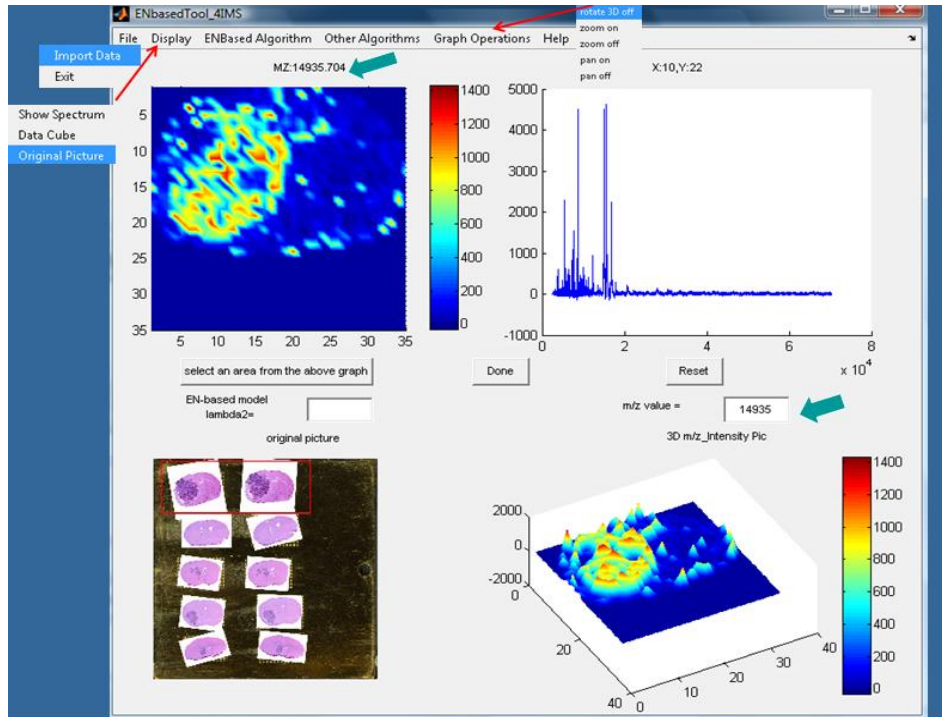 ENbasedTool_4IMS
File Display ENBased Algorithm Other Algorithms Graph Operations Help
Import Data
Exit
Show Spectrum
Data Cube
Original Picture
rotate 3D off
zoom on
zoom off
pan on
pan off
MZ:14935.704
5
10
15
20
25
30
35
5 10 15 20 25 30 35
1400
1200
1000
800
600
400
200
0
X:10,Y:22
5000
4000
3000
2000
1000
0
-1000
0 2 4 6 8
x 10^4
select an area from the above graph
Done
Reset
EN-based model
lambda2=
m/z value =
14935
original picture
3D m/z_Intensity Pic
2000
0
-2000
0
20
40
0
10
20
30
40
1400
1200
1000
800
600
400
200
0